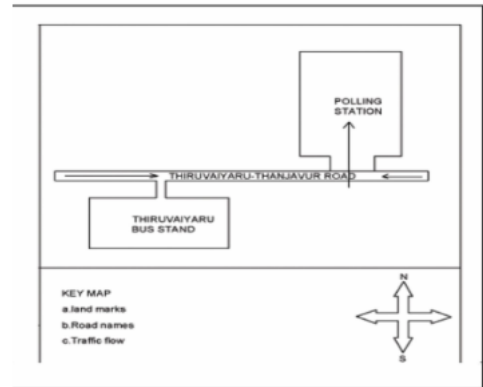 POLLING
STATION
THIRUVAIYARU-THANJAVUR ROAD
THIRUVAIYARU
BUS STAND
KEY MAP
a.land marks
b.Road names
c.Traffic flow
N
S